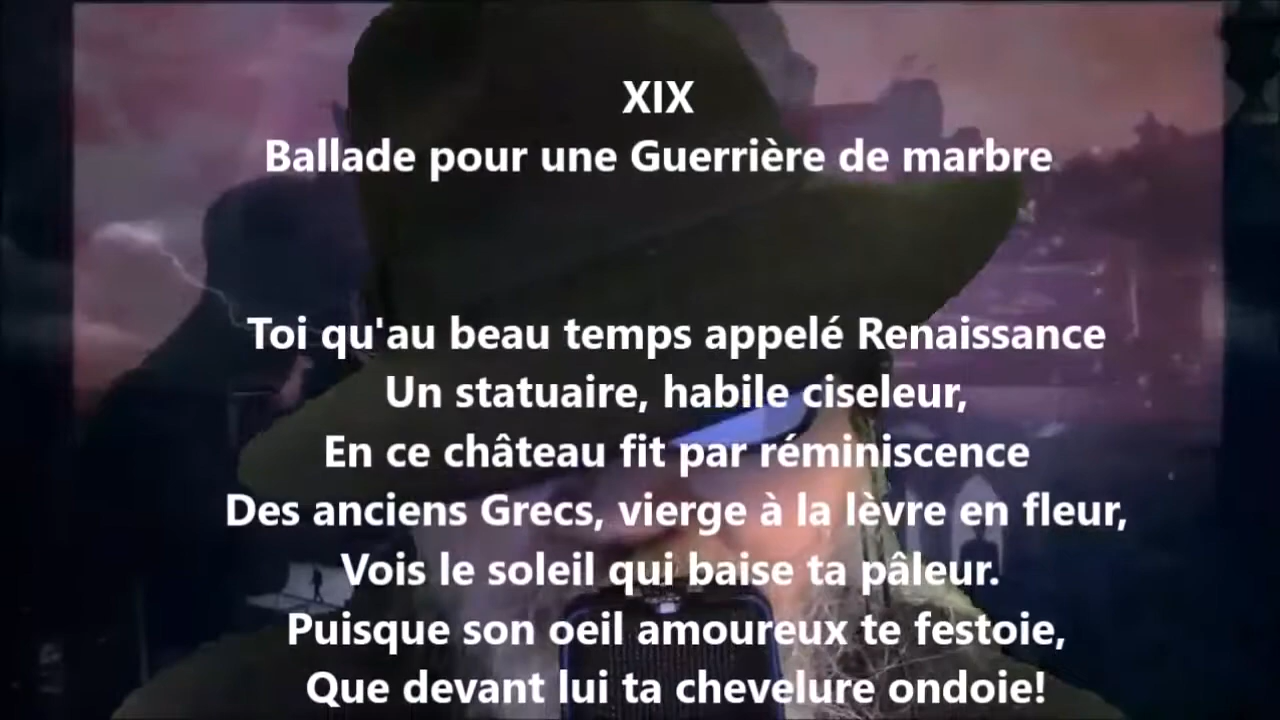 XIX
Ballade pour une Guerrière de marbre
Toi qu'au beau temps appelé Renaissance
Un statuaire, habile ciseleur,
En ce château fit par réminiscence
Des anciens Grecs, vierge à la lèvre en fleur,
Vois le soleil qui baise ta pâleur.
Puisque son oeil amoureux te festoie,
Que devant lui ta chevelure ondoie!